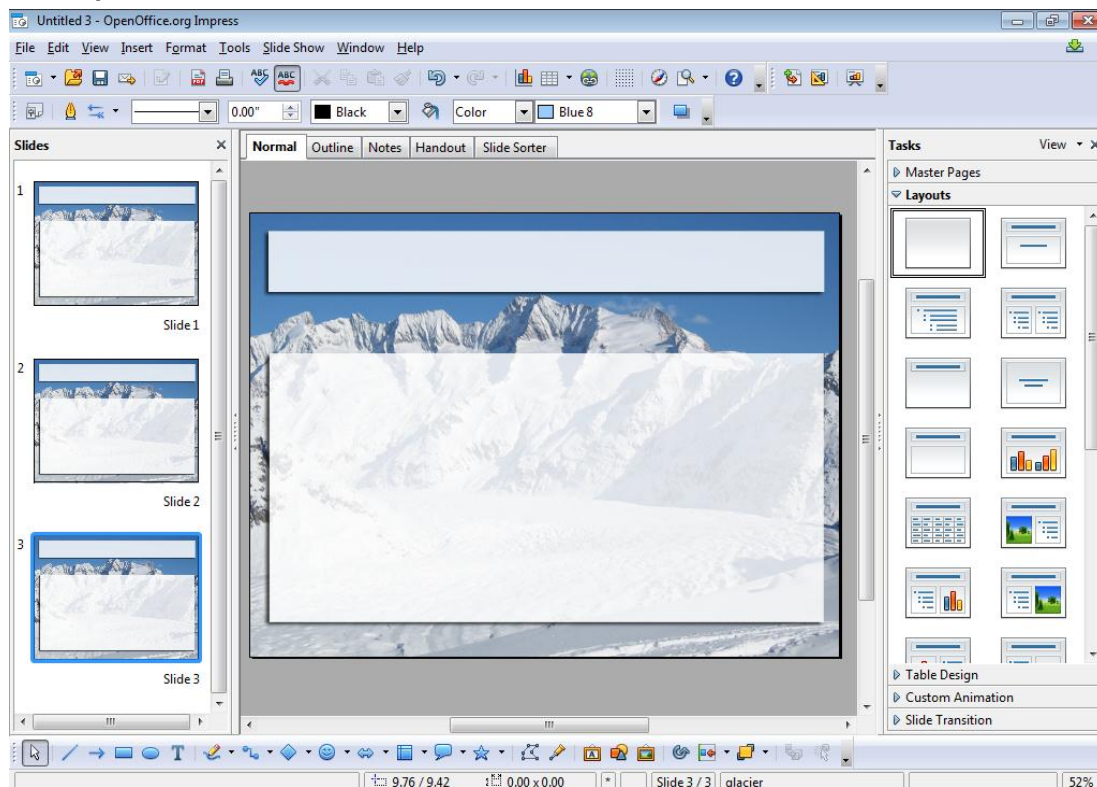 Untitled 3 - OpenOffice.org Impress
File Edit View Insert Format Tools Slide Show Window Help
ABC ABC
0.00" Black Color Blue 8
Slides
Normal Outline Notes Handout Slide Sorter
Tasks View
Master Pages
Layouts
1
Slide 1
2
Slide 2
3
Slide 3
Table Design
Custom Animation
Slide Transition
T A
9.76 / 9.42 0.00 x 0.00 * Slide 3 / 3 glacier 52%